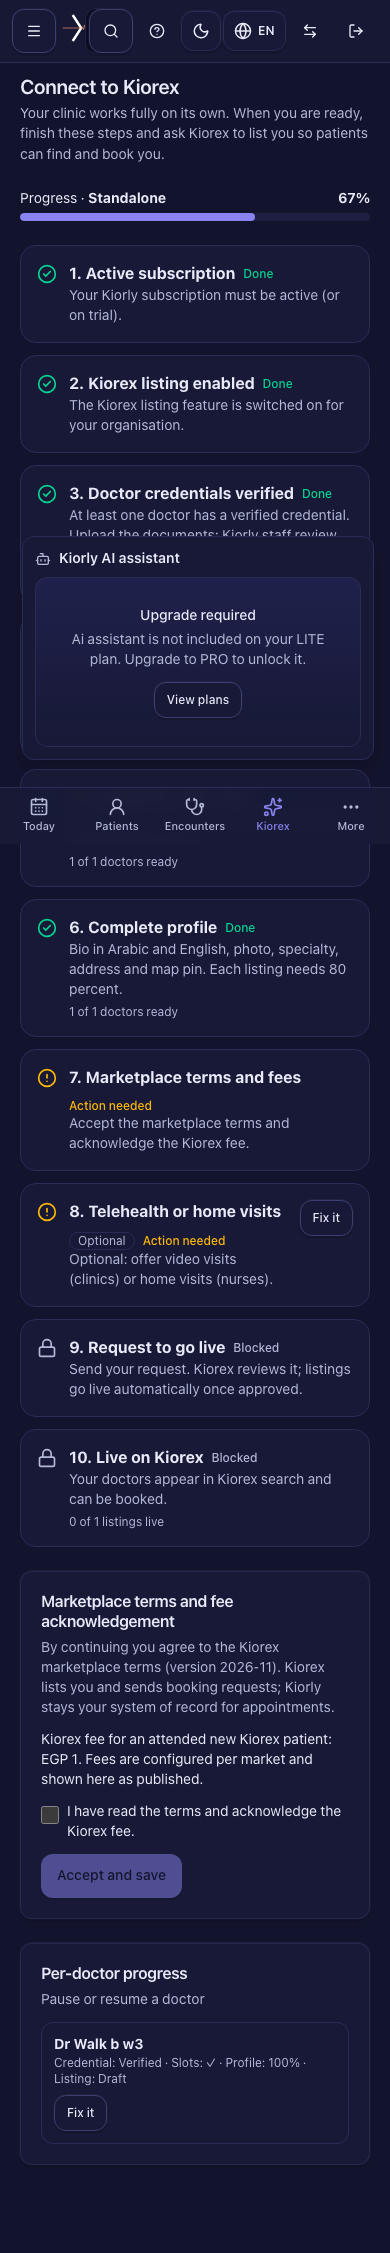 EN
Connect to Kiorex
Your clinic works fully on its own. When you are ready,
finish these steps and ask Kiorex to list you so patients
can find and book you.
Progress · Standalone 67%
1. Active subscription Done
Your Kiorly subscription must be active (or
on trial).
2. Kiorex listing enabled Done
The Kiorex listing feature is switched on for
your organisation.
3. Doctor credentials verified Done
At least one doctor has a verified credential.
Upload the documents; Kiorly staff review
Kiorly AI assistant
Upgrade required
Ai assistant is not included on your LITE
plan. Upgrade to PRO to unlock it.
View plans
Today Patients Encounters Kiorex More
1 of 1 doctors ready
6. Complete profile Done
Bio in Arabic and English, photo, specialty,
address and map pin. Each listing needs 80
percent.
1 of 1 doctors ready
7. Marketplace terms and fees
Action needed
Accept the marketplace terms and
acknowledge the Kiorex fee.
8. Telehealth or home visits Fix it
Optional Action needed
Optional: offer video visits
(clinics) or home visits (nurses).
9. Request to go live Blocked
Send your request. Kiorex reviews it; listings
go live automatically once approved.
10. Live on Kiorex Blocked
Your doctors appear in Kiorex search and
can be booked.
0 of 1 listings live
Marketplace terms and fee
acknowledgement
By continuing you agree to the Kiorex
marketplace terms (version 2026-11). Kiorex
lists you and sends booking requests; Kiorly
stays your system of record for appointments.
Kiorex fee for an attended new Kiorex patient:
EGP 1. Fees are configured per market and
shown here as published.
I have read the terms and acknowledge the
Kiorex fee.
Accept and save
Per-doctor progress
Pause or resume a doctor
Dr Walk b w3
Credential: Verified · Slots: ✓ · Profile: 100% ·
Listing: Draft
Fix it